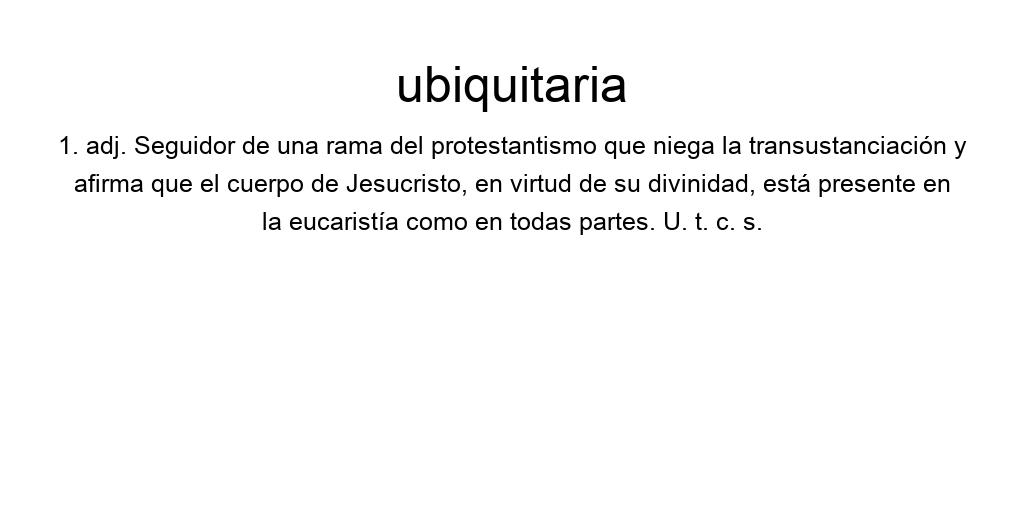 ubiquitaria
1. adj. Seguidor de una rama del protestantismo que niega la transustanciación y
afirma que el cuerpo de Jesucristo, en virtud de su divinidad, está presente en
la eucaristía como en todas partes. U. t. c. s.